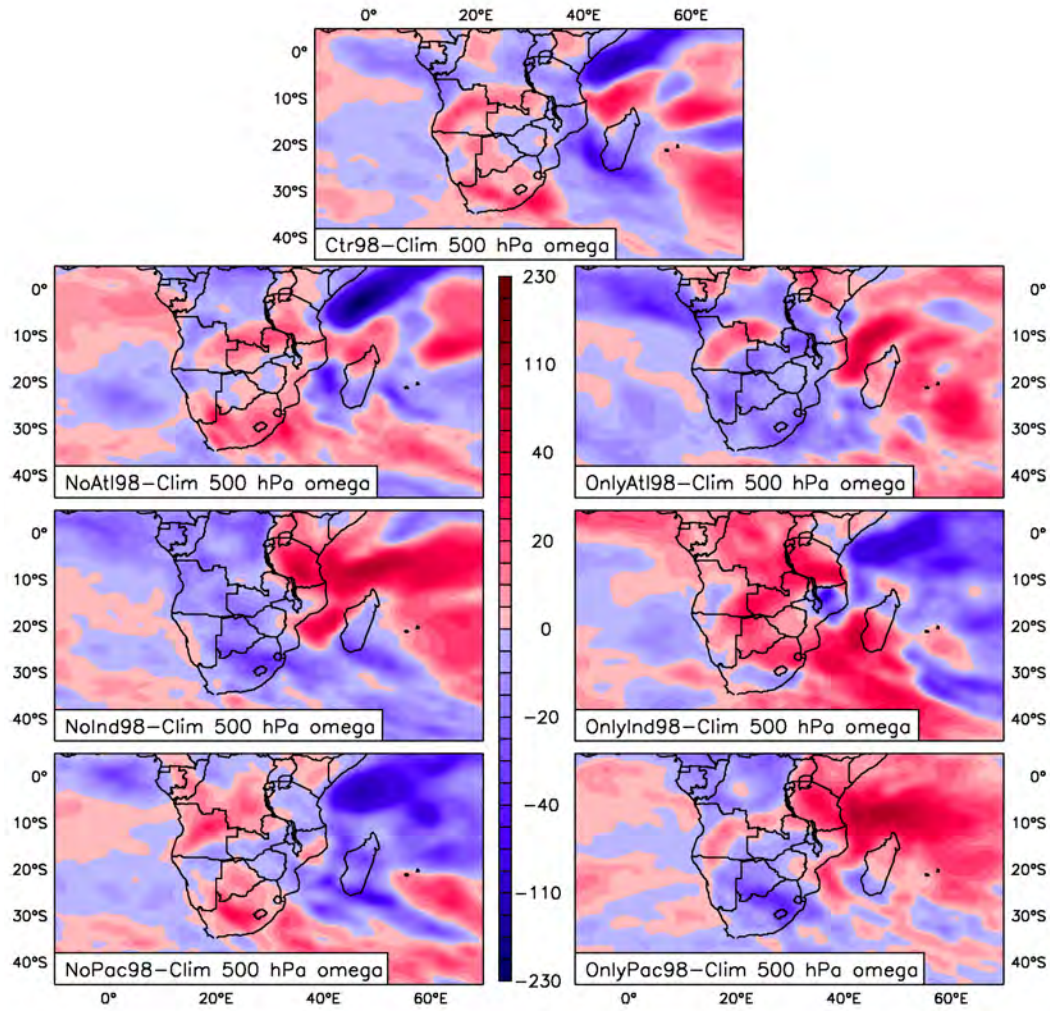 0° 20°E 40°E 60°E
0°
10°S
20°S
30°S
40°S
Ctr98-Clim 500 hPa omega
0°
10°S
20°S
30°S
40°S
NoAtl98-Clim 500 hPa omega
230
110
40
20
0
-20
-40
-110
-230
0°
10°S
20°S
30°S
40°S
OnlyAtl98-Clim 500 hPa omega
0°
10°S
20°S
30°S
40°S
NoInd98-Clim 500 hPa omega
0°
10°S
20°S
30°S
40°S
OnlyInd98-Clim 500 hPa omega
0°
10°S
20°S
30°S
40°S
NoPac98-Clim 500 hPa omega
0° 20°E 40°E 60°E
0°
10°S
20°S
30°S
40°S
OnlyPac98-Clim 500 hPa omega
0° 20°E 40°E 60°E